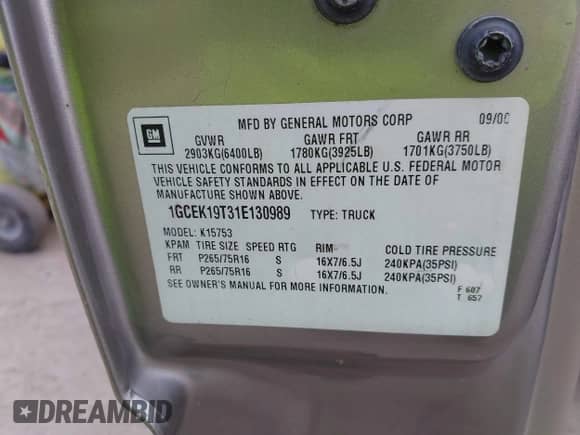 GM
MFD BY GENERAL MOTORS CORP 09/00
GVWR GAWR FRT GAWR RR
2903KG(6400LB) 1780KG(3925LB) 1701KG(3750LB)
THIS VEHICLE CONFORMS TO ALL APPLICABLE U.S. FEDERAL MOTOR
VEHICLE SAFETY STANDARDS IN EFFECT ON THE DATE OF
MANUFACTURE SHOWN ABOVE.
1GCEK19T31E130989 TYPE: TRUCK
MODEL: K15753
KPAM TIRE SIZE SPEED RTG RIM COLD TIRE PRESSURE
FRT P265/75R16 S 16X7/6.5J 240KPA(35PSI)
RR P265/75R16 S 16X7/6.5J 240KPA(35PSI)
SEE OWNER'S MANUAL FOR MORE INFORMATION.
F 607
T 657
DREAMBID